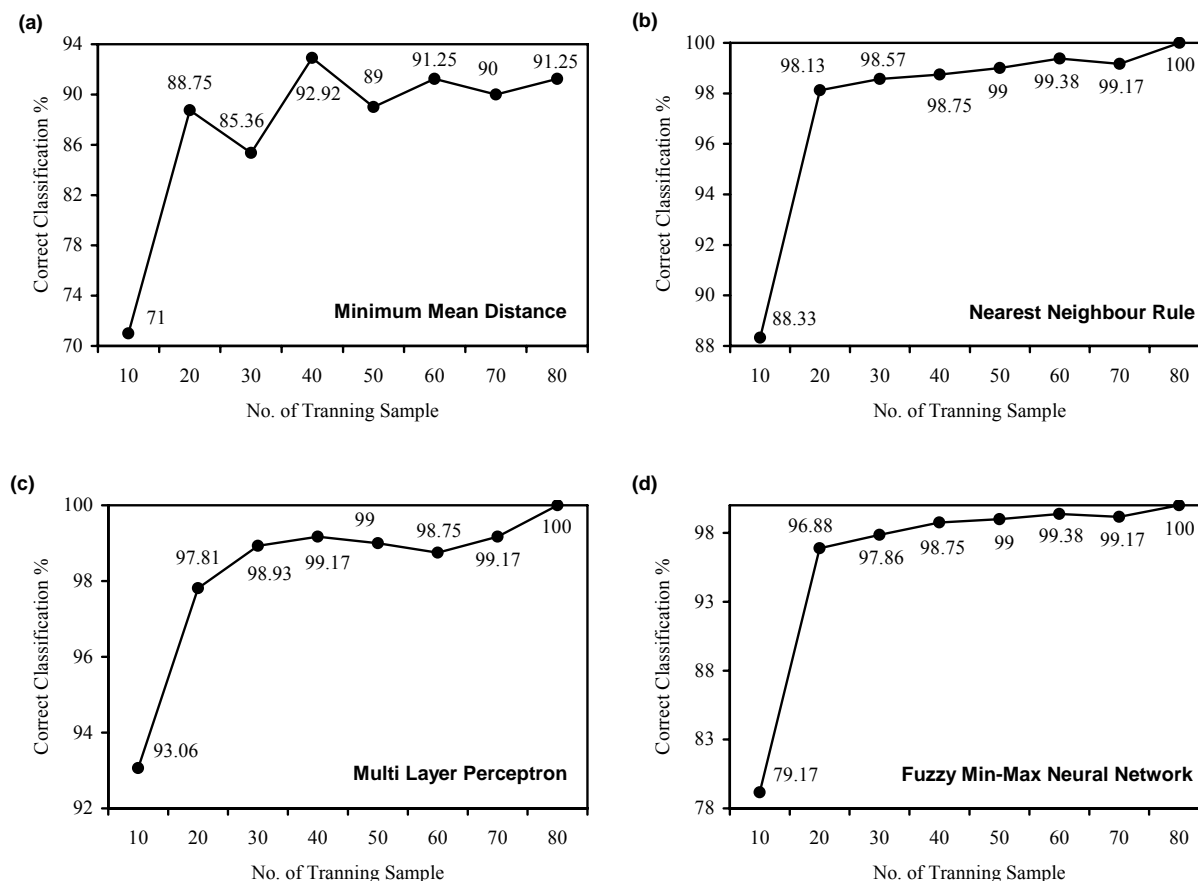 (a)
94
90
86
82
78
74
70
Correct Classification %
71
88.75
85.36
92.92
89
91.25
90
91.25
Minimum Mean Distance
10 20 30 40 50 60 70 80
No. of Tranning Sample
(b)
100
98
96
94
92
90
88
Correct Classification %
88.33
98.13
98.57
98.75
99
99.38
99.17
100
Nearest Neighbour Rule
10 20 30 40 50 60 70 80
No. of Tranning Sample
(c)
100
98
96
94
92
Correct Classification %
93.06
97.81
98.93
99.17
99
98.75
99.17
100
Multi Layer Perceptron
10 20 30 40 50 60 70 80
No. of Tranning Sample
(d)
98
93
88
83
78
Correct Classification %
79.17
96.88
97.86
98.75
99
99.38
99.17
100
Fuzzy Min-Max Neural Network
10 20 30 40 50 60 70 80
No. of Tranning Sample